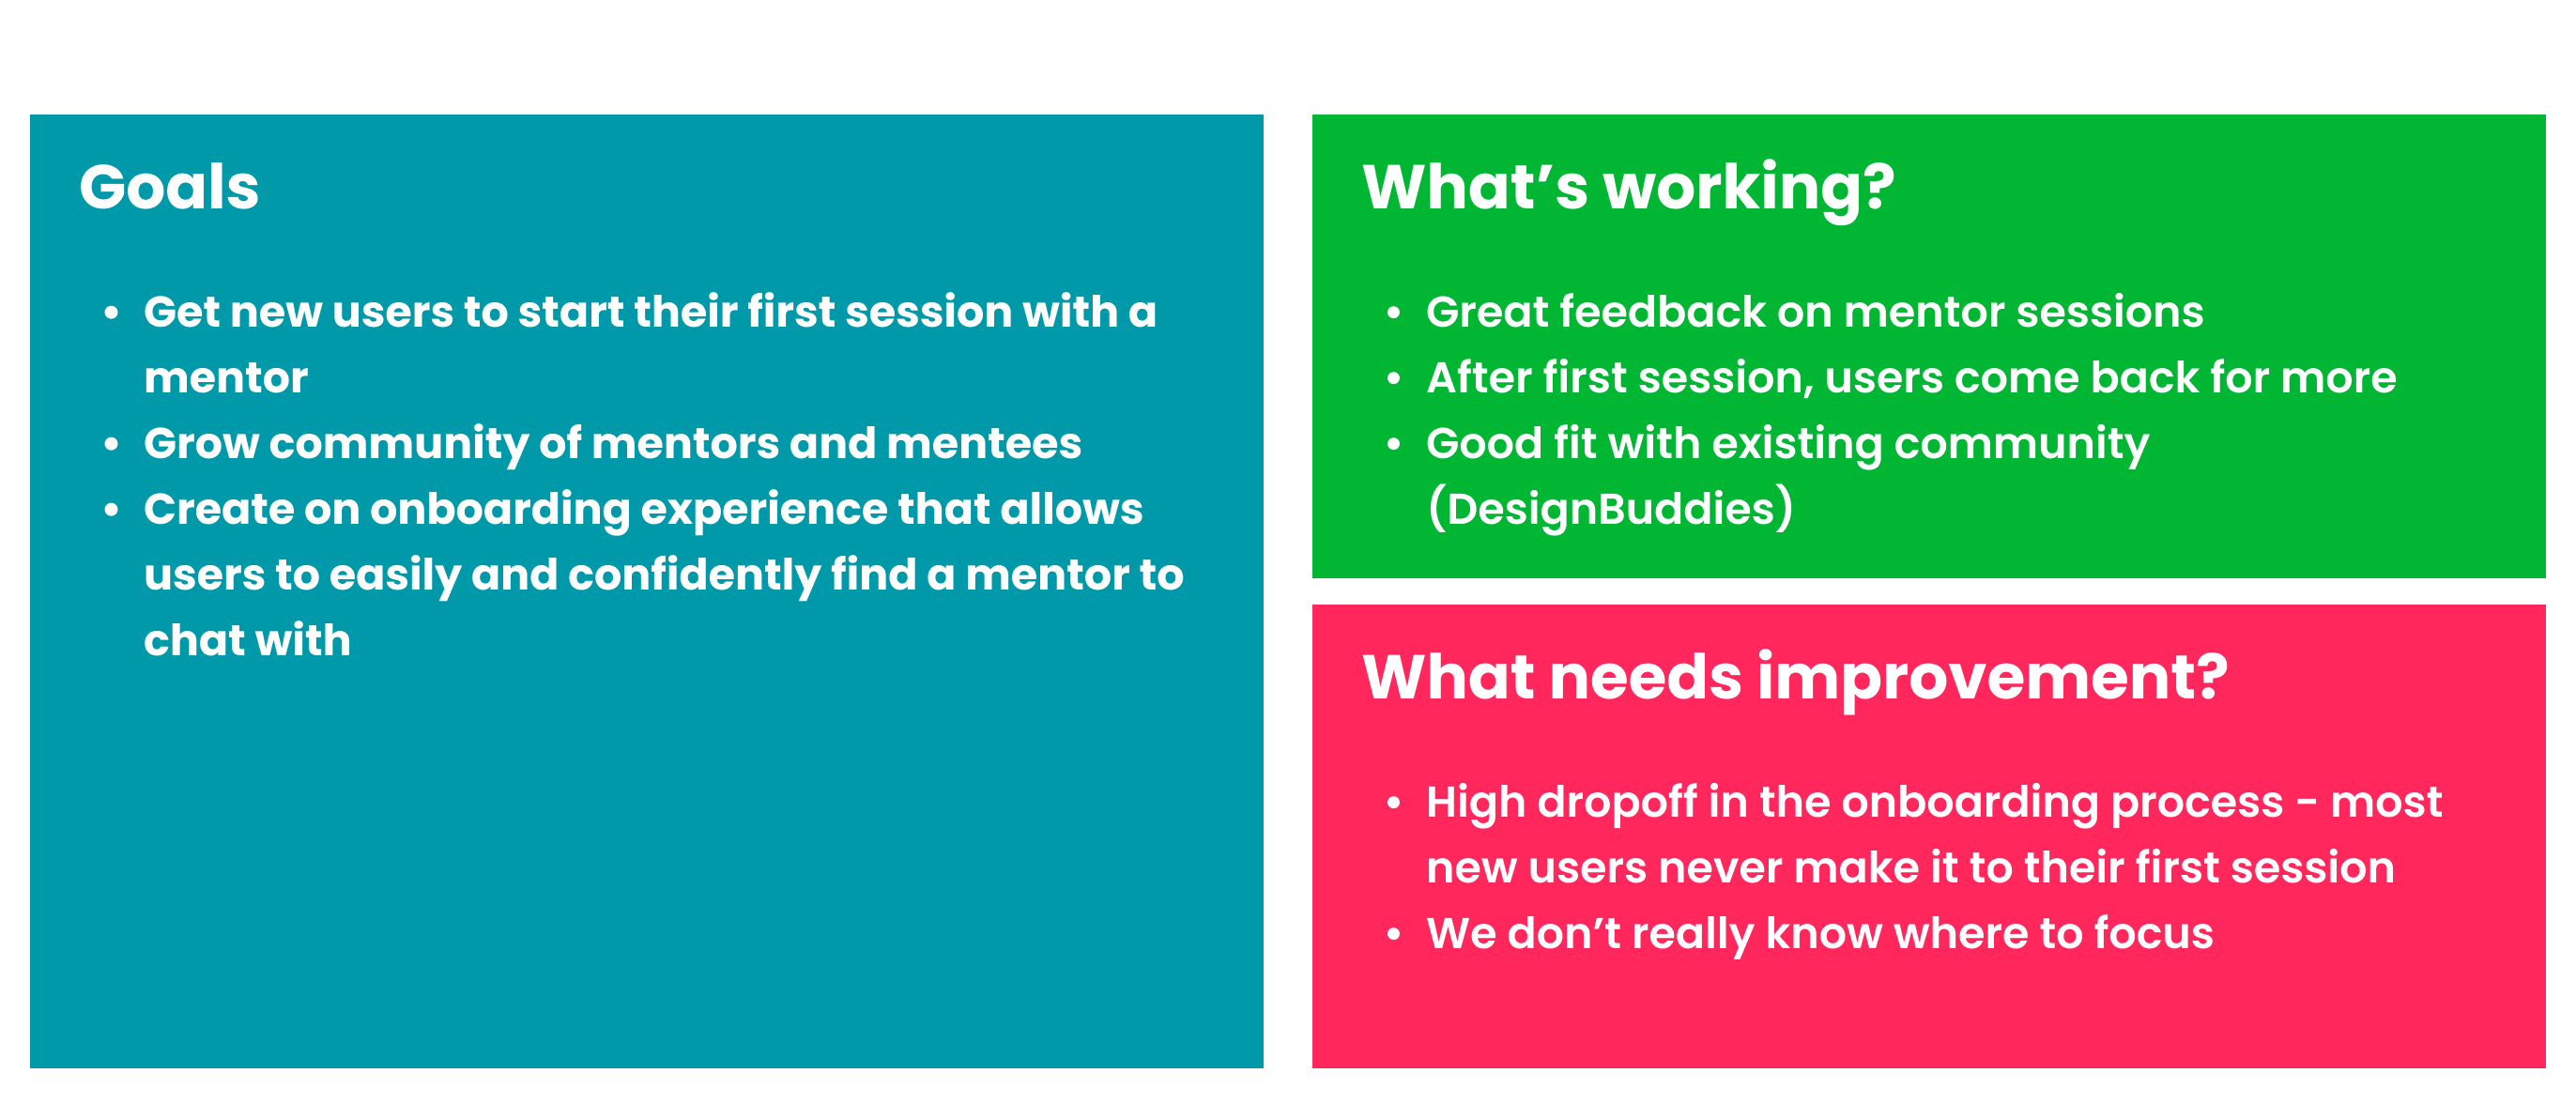 Goals
• Get new users to start their first session with a
mentor
• Grow community of mentors and mentees
• Create on onboarding experience that allows
users to easily and confidently find a mentor to
chat with
What’s working?
• Great feedback on mentor sessions
• After first session, users come back for more
• Good fit with existing community
(DesignBuddies)
What needs improvement?
• High dropoff in the onboarding process - most
new users never make it to their first session
• We don’t really know where to focus